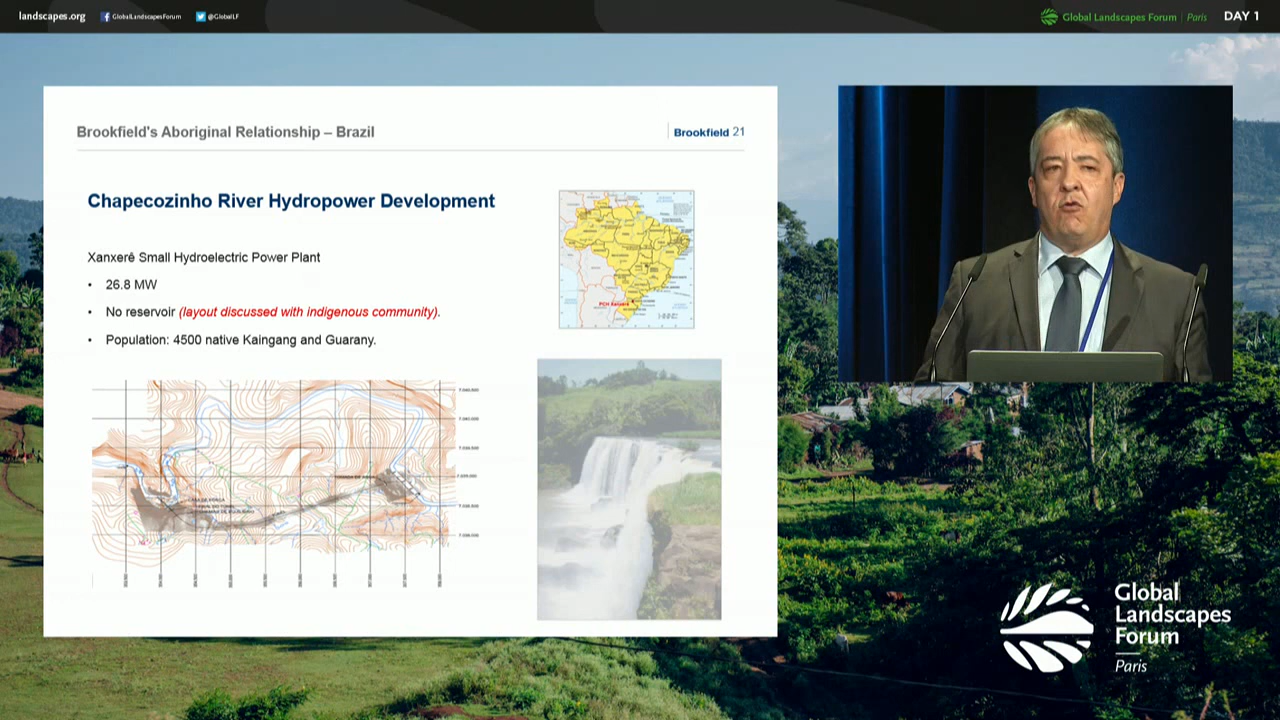 landscapes.org
GlobalLandscapesForum
@GlobalLF
Global Landscapes Forum | Paris
DAY 1
Brookfield's Aboriginal Relationship – Brazil
Brookfield 21
Chapecozinho River Hydropower Development
Xanxerê Small Hydroelectric Power Plant
• 26.8 MW
• No reservoir (layout discussed with indigenous community).
• Population: 4500 native Kaingang and Guarany.
Global
Landscapes
Forum
Paris